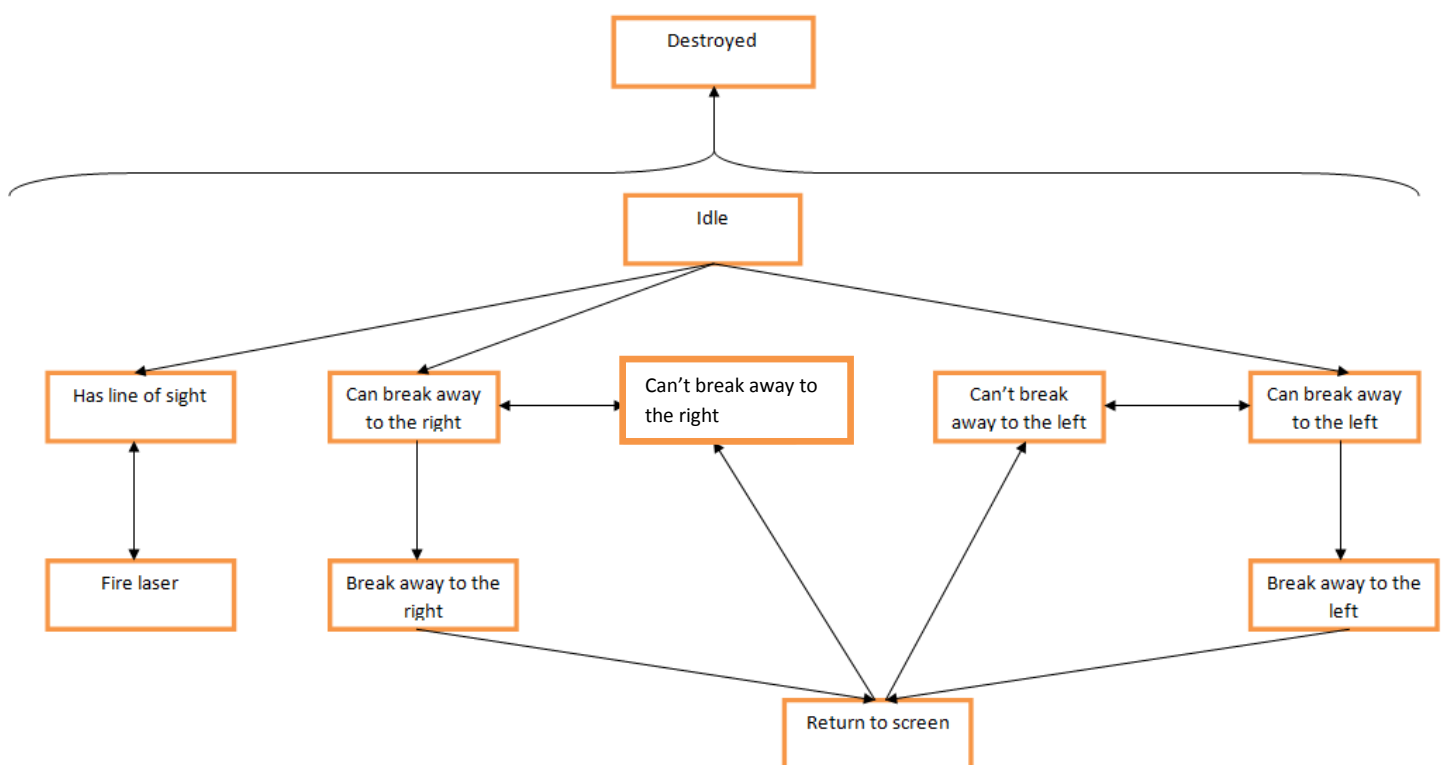 Destroyed
Idle
Has line of sight
Can break away
to the right
Can’t break away to
the right
Can’t break
away to the left
Can break away
to the left
Fire laser
Break away to the
right
Break away to the
left
Return to screen